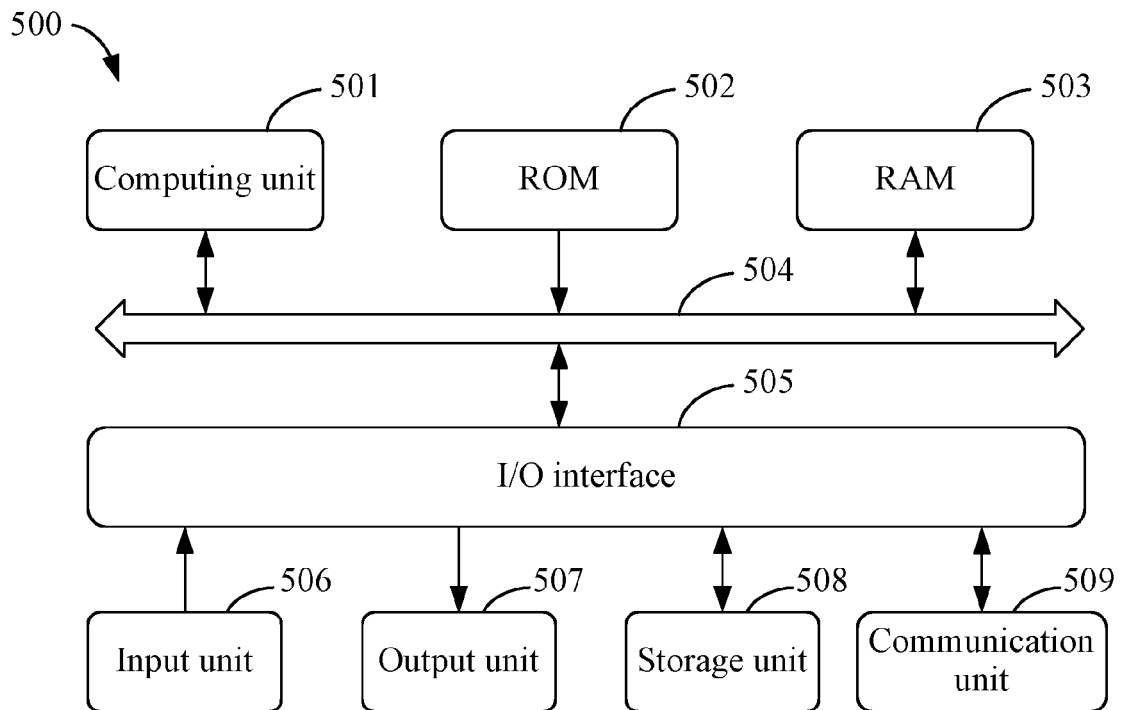 500
501
502
503
Computing unit
ROM
RAM
504
505
I/O interface
506
507
508
509
Input unit
Output unit
Storage unit
Communication
unit